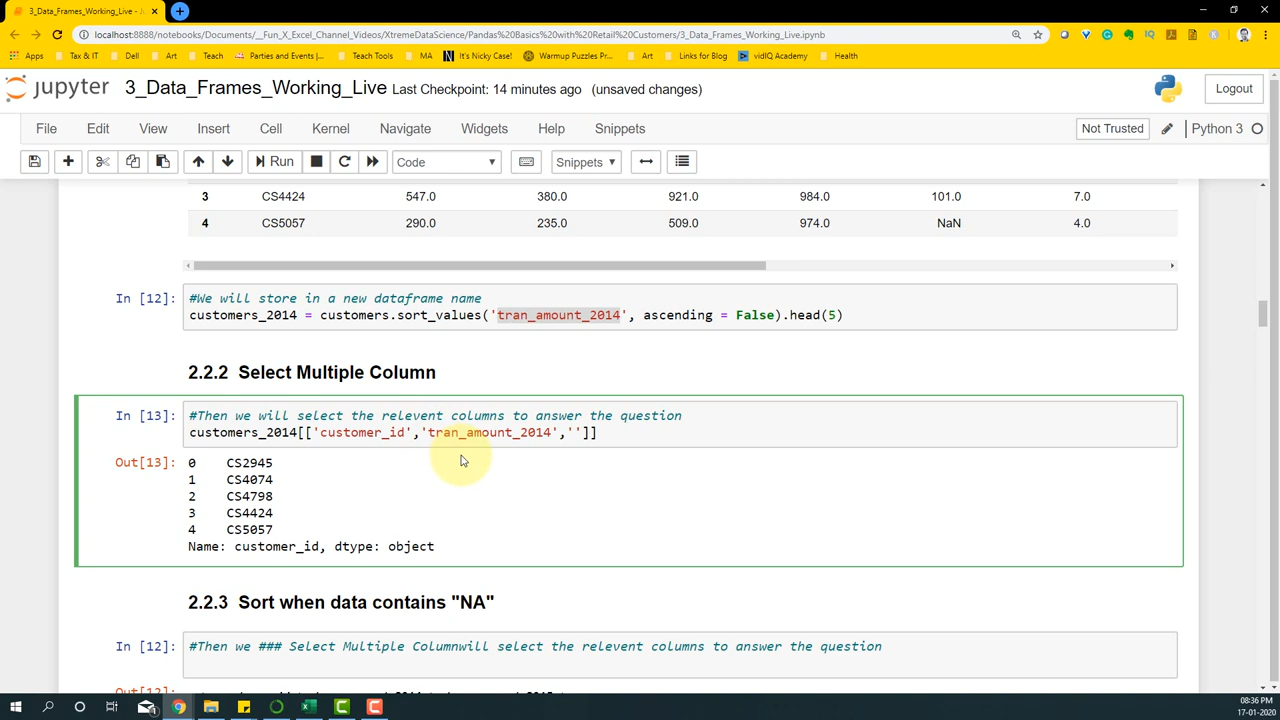 3_Data_Frames_Working_Live -
localhost:8888/notebooks/Documents/__Fun_X_Excel_Channel_Videos/XtremeDataScience/Pandas%20Basics%20with%20Retail%20Customers/3_Data_Frames_Working_Live.ipynb
Apps Tax & IT Dell Art Teach Parties and Events |... Teach Tools MA It's Nicky Case! Warmup Puzzles Pr... Art Links for Blog vidIQ Academy Health
jupyter 3_Data_Frames_Working_Live Last Checkpoint: 14 minutes ago (unsaved changes) Logout
File Edit View Insert Cell Kernel Navigate Widgets Help Snippets Not Trusted Python 3
Run Code Snippets
3 CS4424 547.0 380.0 921.0 984.0 101.0 7.0
4 CS5057 290.0 235.0 509.0 974.0 NaN 4.0
In [12]: #We will store in a new dataframe name
customers_2014 = customers.sort_values('tran_amount_2014', ascending = False).head(5)
2.2.2 Select Multiple Column
In [13]: #Then we will select the relevent columns to answer the question
customers_2014[['customer_id','tran_amount_2014','']]
Out[13]: 0 CS2945
1 CS4074
2 CS4798
3 CS4424
4 CS5057
Name: customer_id, dtype: object
2.2.3 Sort when data contains "NA"
In [12]: #Then we ### Select Multiple Columnwill select the relevent columns to answer the question
Out[12]:
08:36 PM
17-01-2020